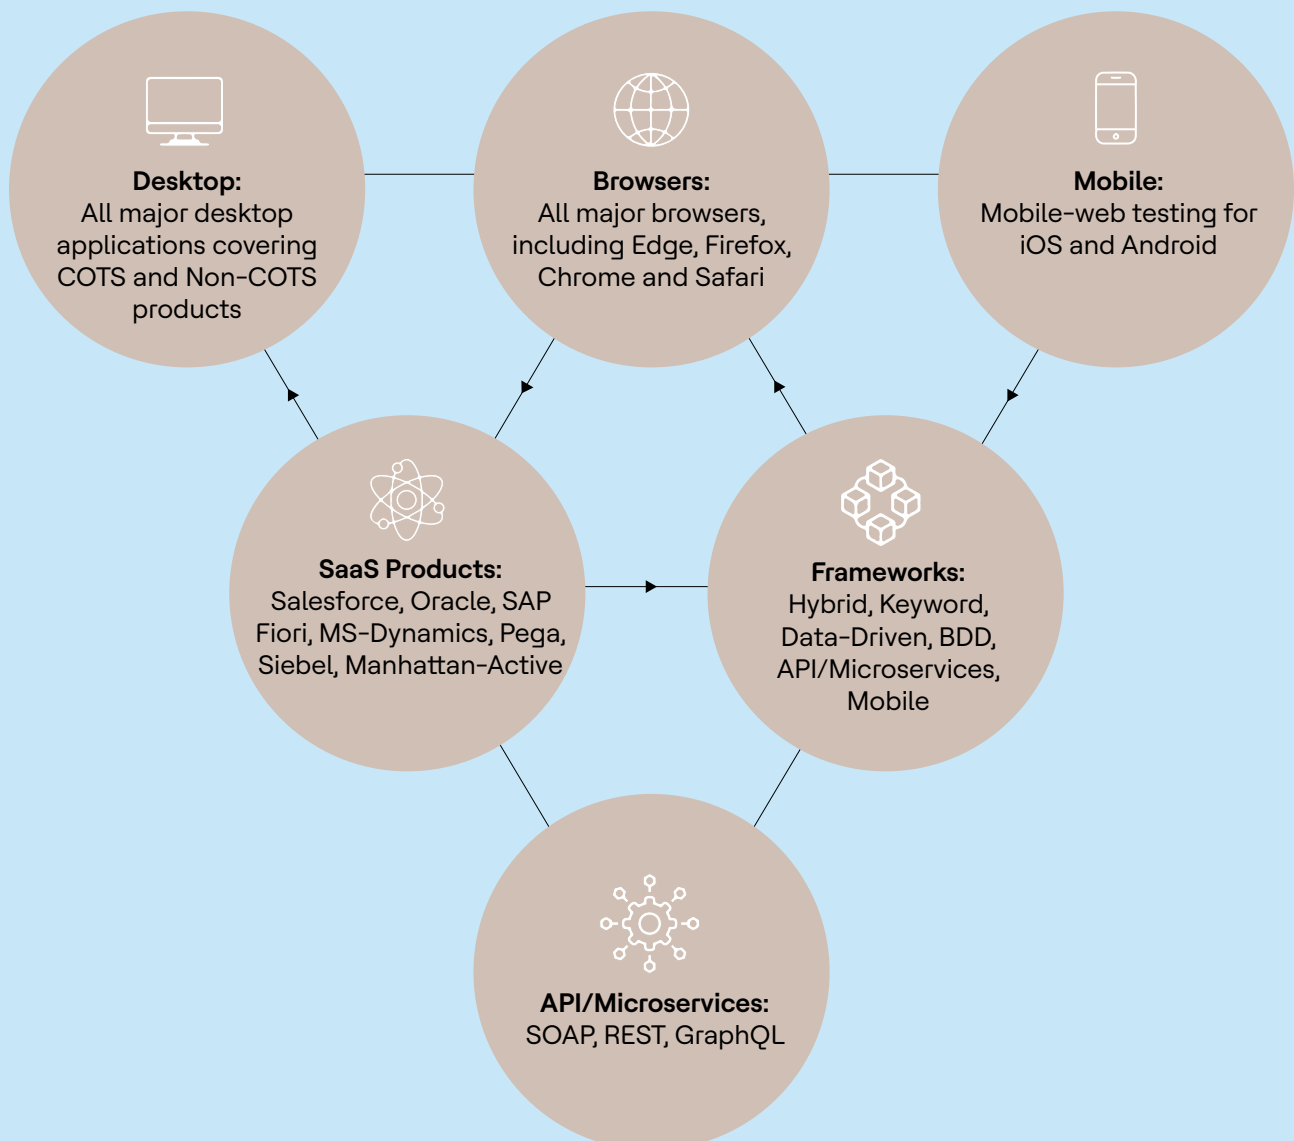 Desktop:
All major desktop
applications covering
COTS and Non-COTS
products
Browsers:
All major browsers,
including Edge, Firefox,
Chrome and Safari
Mobile:
Mobile-web testing for
iOS and Android
SaaS Products:
Salesforce, Oracle, SAP
Fiori, MS-Dynamics, Pega,
Siebel, Manhattan-Active
Frameworks:
Hybrid, Keyword,
Data-Driven, BDD,
API/Microservices,
Mobile
API/Microservices:
SOAP, REST, GraphQL